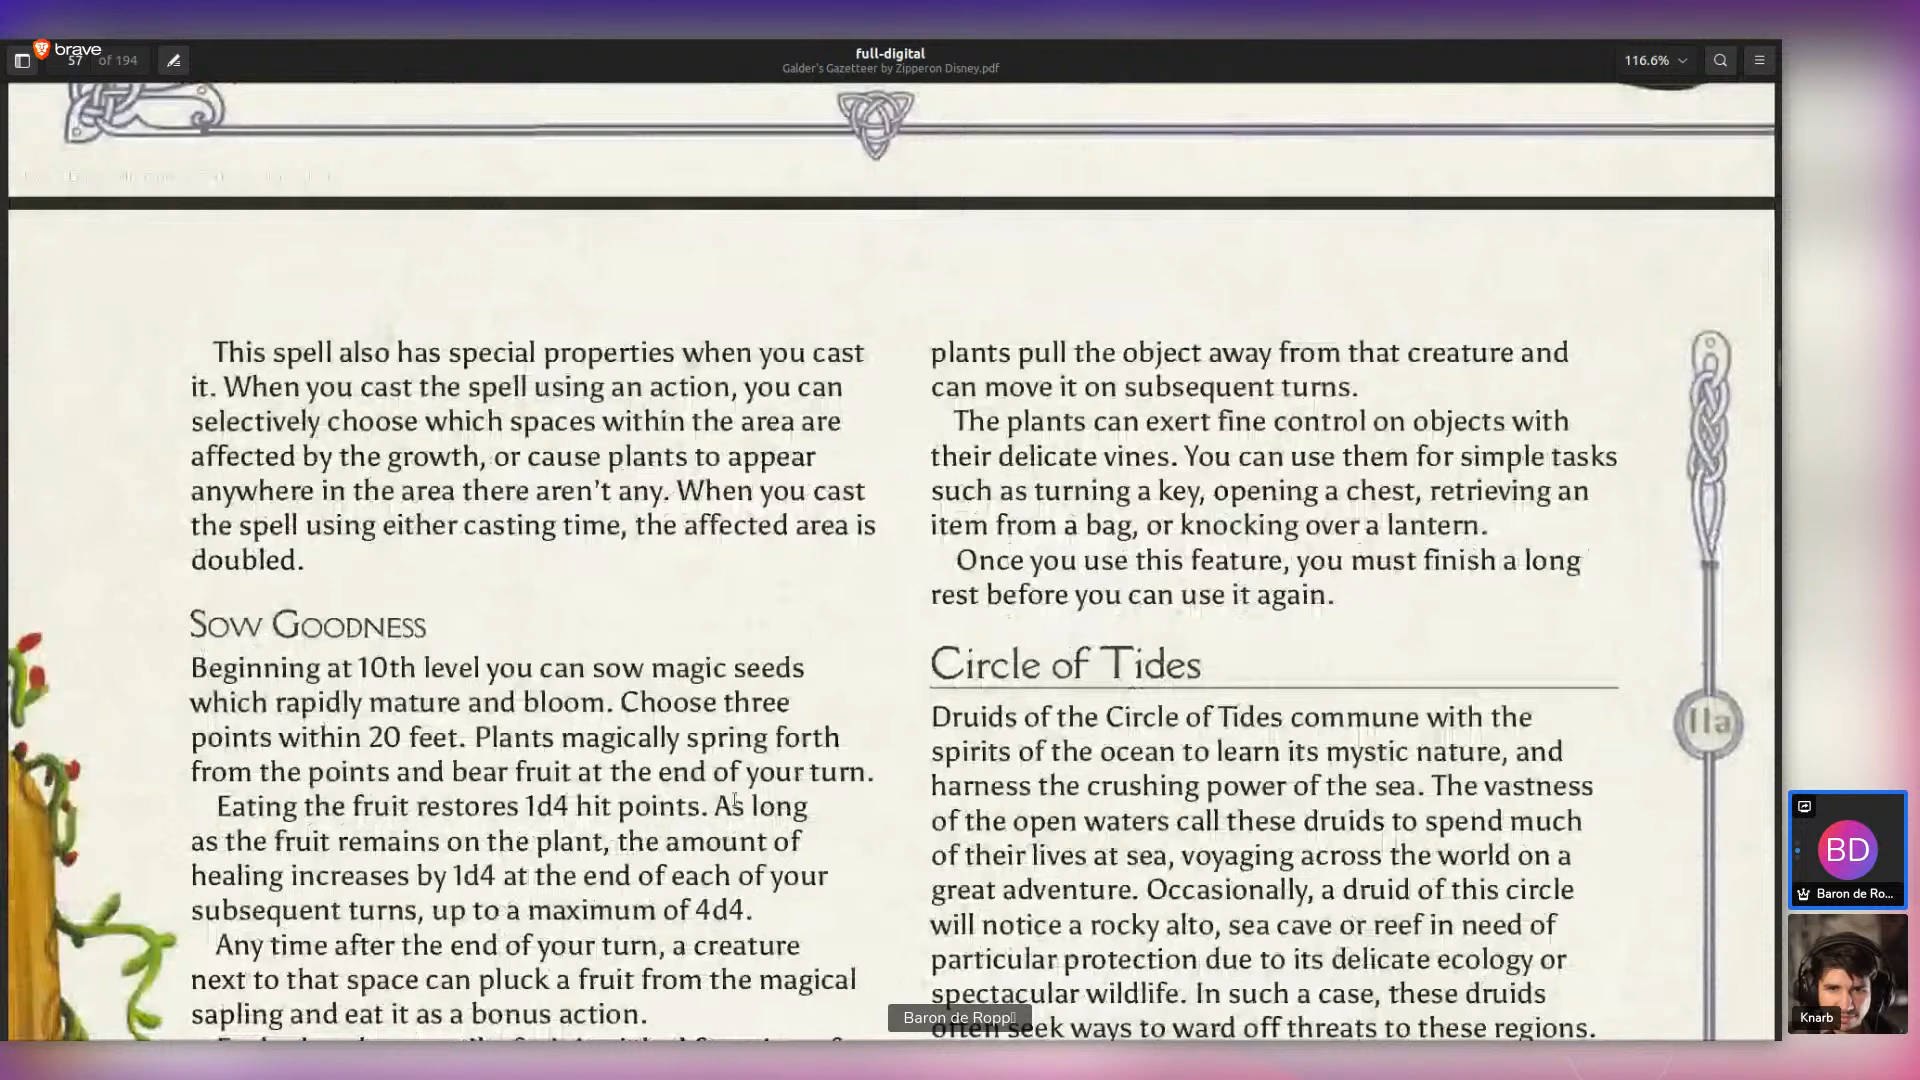 brave
57 of 194
full-digital
Galder's Gazetteer by Zipperon Disney.pdf
116.6%
This spell also has special properties when you cast
it. When you cast the spell using an action, you can
selectively choose which spaces within the area are
affected by the growth, or cause plants to appear
anywhere in the area there aren't any. When you cast
the spell using either casting time, the affected area is
doubled.
Sow Goodness
Beginning at 10th level you can sow magic seeds
which rapidly mature and bloom. Choose three
points within 20 feet. Plants magically spring forth
from the points and bear fruit at the end of your turn.
Eating the fruit restores 1d4 hit points. As long
as the fruit remains on the plant, the amount of
healing increases by 1d4 at the end of each of your
subsequent turns, up to a maximum of 4d4.
Any time after the end of your turn, a creature
next to that space can pluck a fruit from the magical
sapling and eat it as a bonus action.
plants pull the object away from that creature and
can move it on subsequent turns.
The plants can exert fine control on objects with
their delicate vines. You can use them for simple tasks
such as turning a key, opening a chest, retrieving an
item from a bag, or knocking over a lantern.
Once you use this feature, you must finish a long
rest before you can use it again.
Circle of Tides
Druids of the Circle of Tides commune with the
spirits of the ocean to learn its mystic nature, and
harness the crushing power of the sea. The vastness
of the open waters call these druids to spend much
of their lives at sea, voyaging across the world on a
great adventure. Occasionally, a druid of this circle
will notice a rocky alto, sea cave or reef in need of
particular protection due to its delicate ecology or
spectacular wildlife. In such a case, these druids
often seek ways to ward off threats to these regions.
11a
BD
Baron de Ro...
Knarb
Baron de Ropp